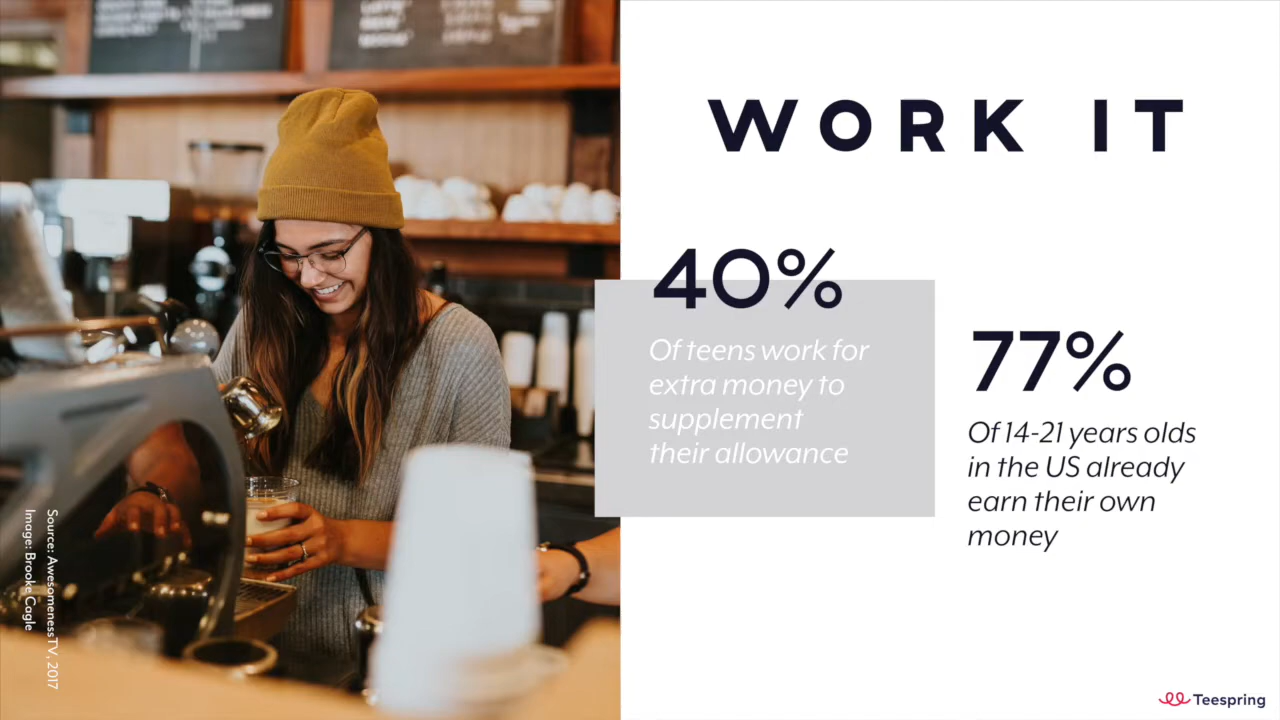 WORK IT
40%
Of teens work for
extra money to
supplement
their allowance
77%
Of 14-21 years olds
in the US already
earn their own
money
Source: AwesomenessTV, 2017
Image: Brooke Cagle
Teespring